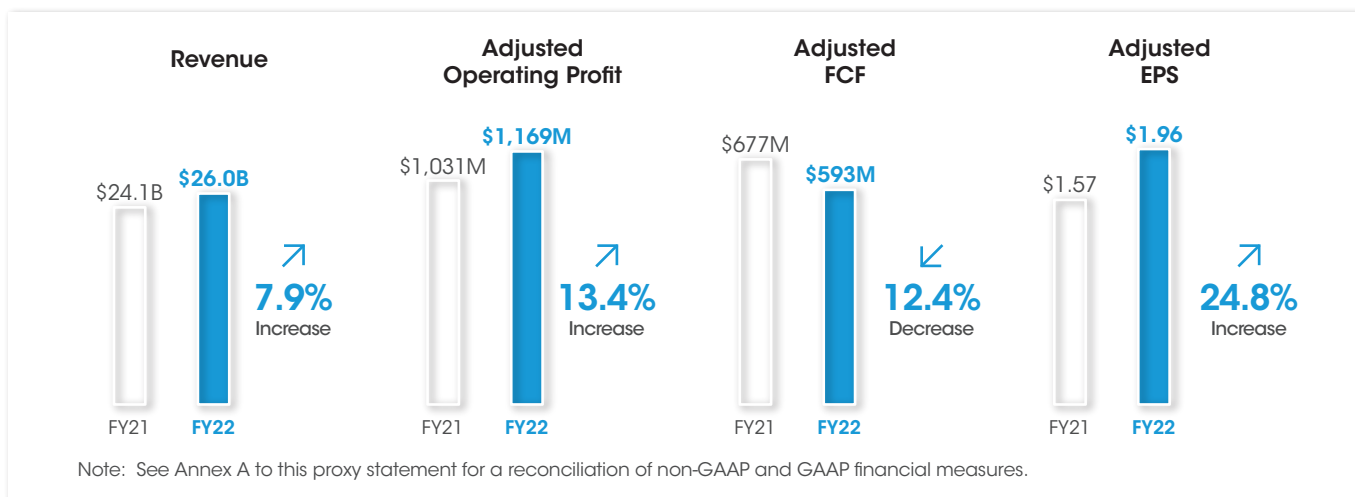 Revenue
$24.1B
$26.0B
7.9%
Increase
FY21
FY22
Adjusted
Operating Profit
$1,031M
$1,169M
13.4%
Increase
FY21
FY22
Adjusted
FCF
$677M
$593M
12.4%
Decrease
FY21
FY22
Adjusted
EPS
$1.57
$1.96
24.8%
Increase
FY21
FY22
Note: See Annex A to this proxy statement for a reconciliation of non-GAAP and GAAP financial measures.